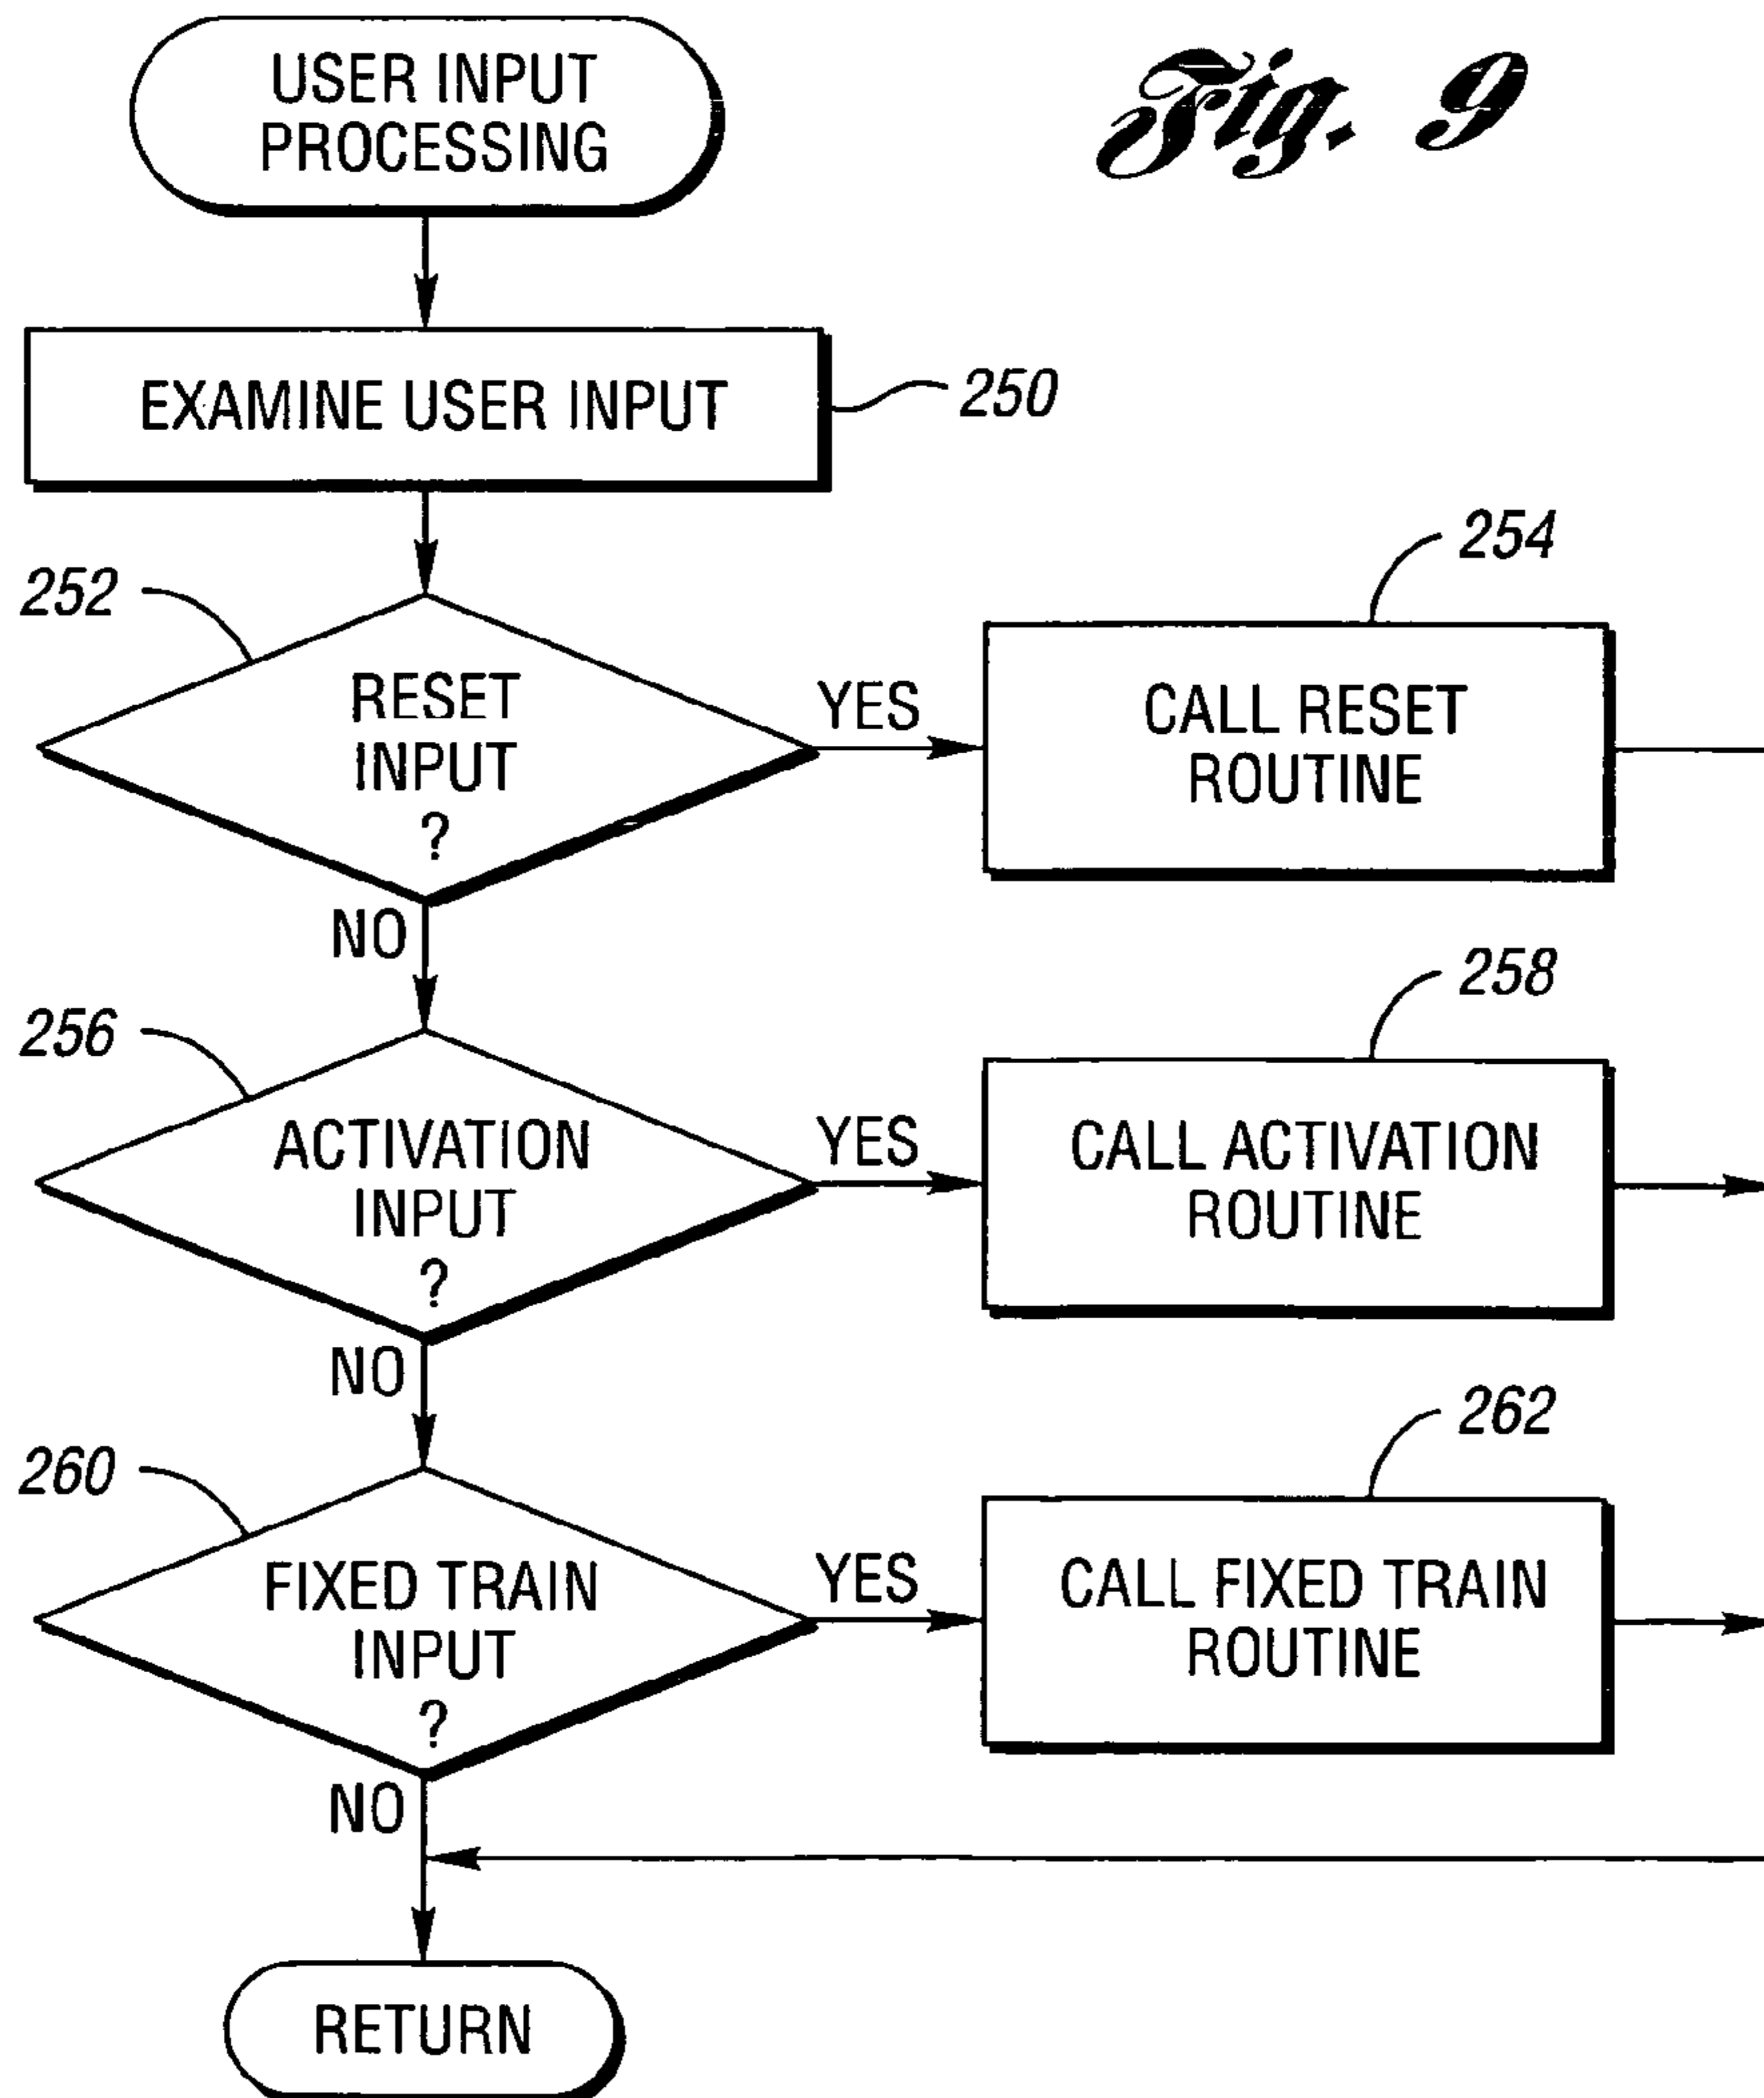 Fig. 9
USER INPUT
PROCESSING
EXAMINE USER INPUT
250
252
RESET
INPUT
?
YES
254
CALL RESET
ROUTINE
NO
256
ACTIVATION
INPUT
?
YES
258
CALL ACTIVATION
ROUTINE
NO
260
FIXED TRAIN
INPUT
?
YES
262
CALL FIXED TRAIN
ROUTINE
NO
RETURN